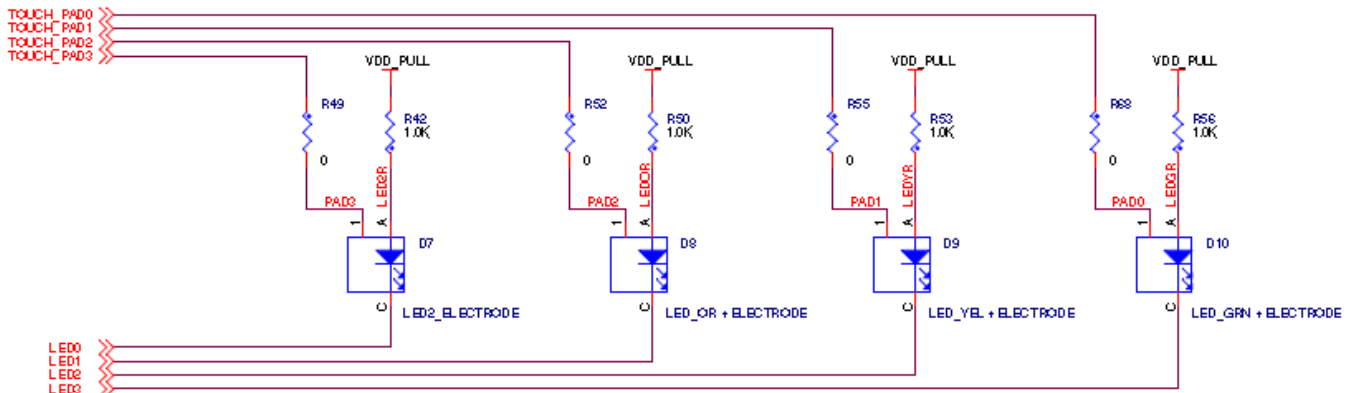 TOUCH_PAD0
TOUCH_PAD1
TOUCH_PAD2
TOUCH_PAD3
VDD_PULL VDD_PULL VDD_PULL VDD_PULL
R49 R52 R55 R68
R42 R50 R53 R56
1.0K 1.0K 1.0K 1.0K
0 0 0 0
LED2R LEDOR LEDYR LEDGR
PAD3 PAD2 PAD1 PAD0
1 A 1 A 1 A 1 A
D7 D8 D9 D10
C C C C
LED2_ELECTRODE LED_OR + ELECTRODE LED_YEL + ELECTRODE LED_GRN + ELECTRODE
LED0
LED1
LED2
LED3